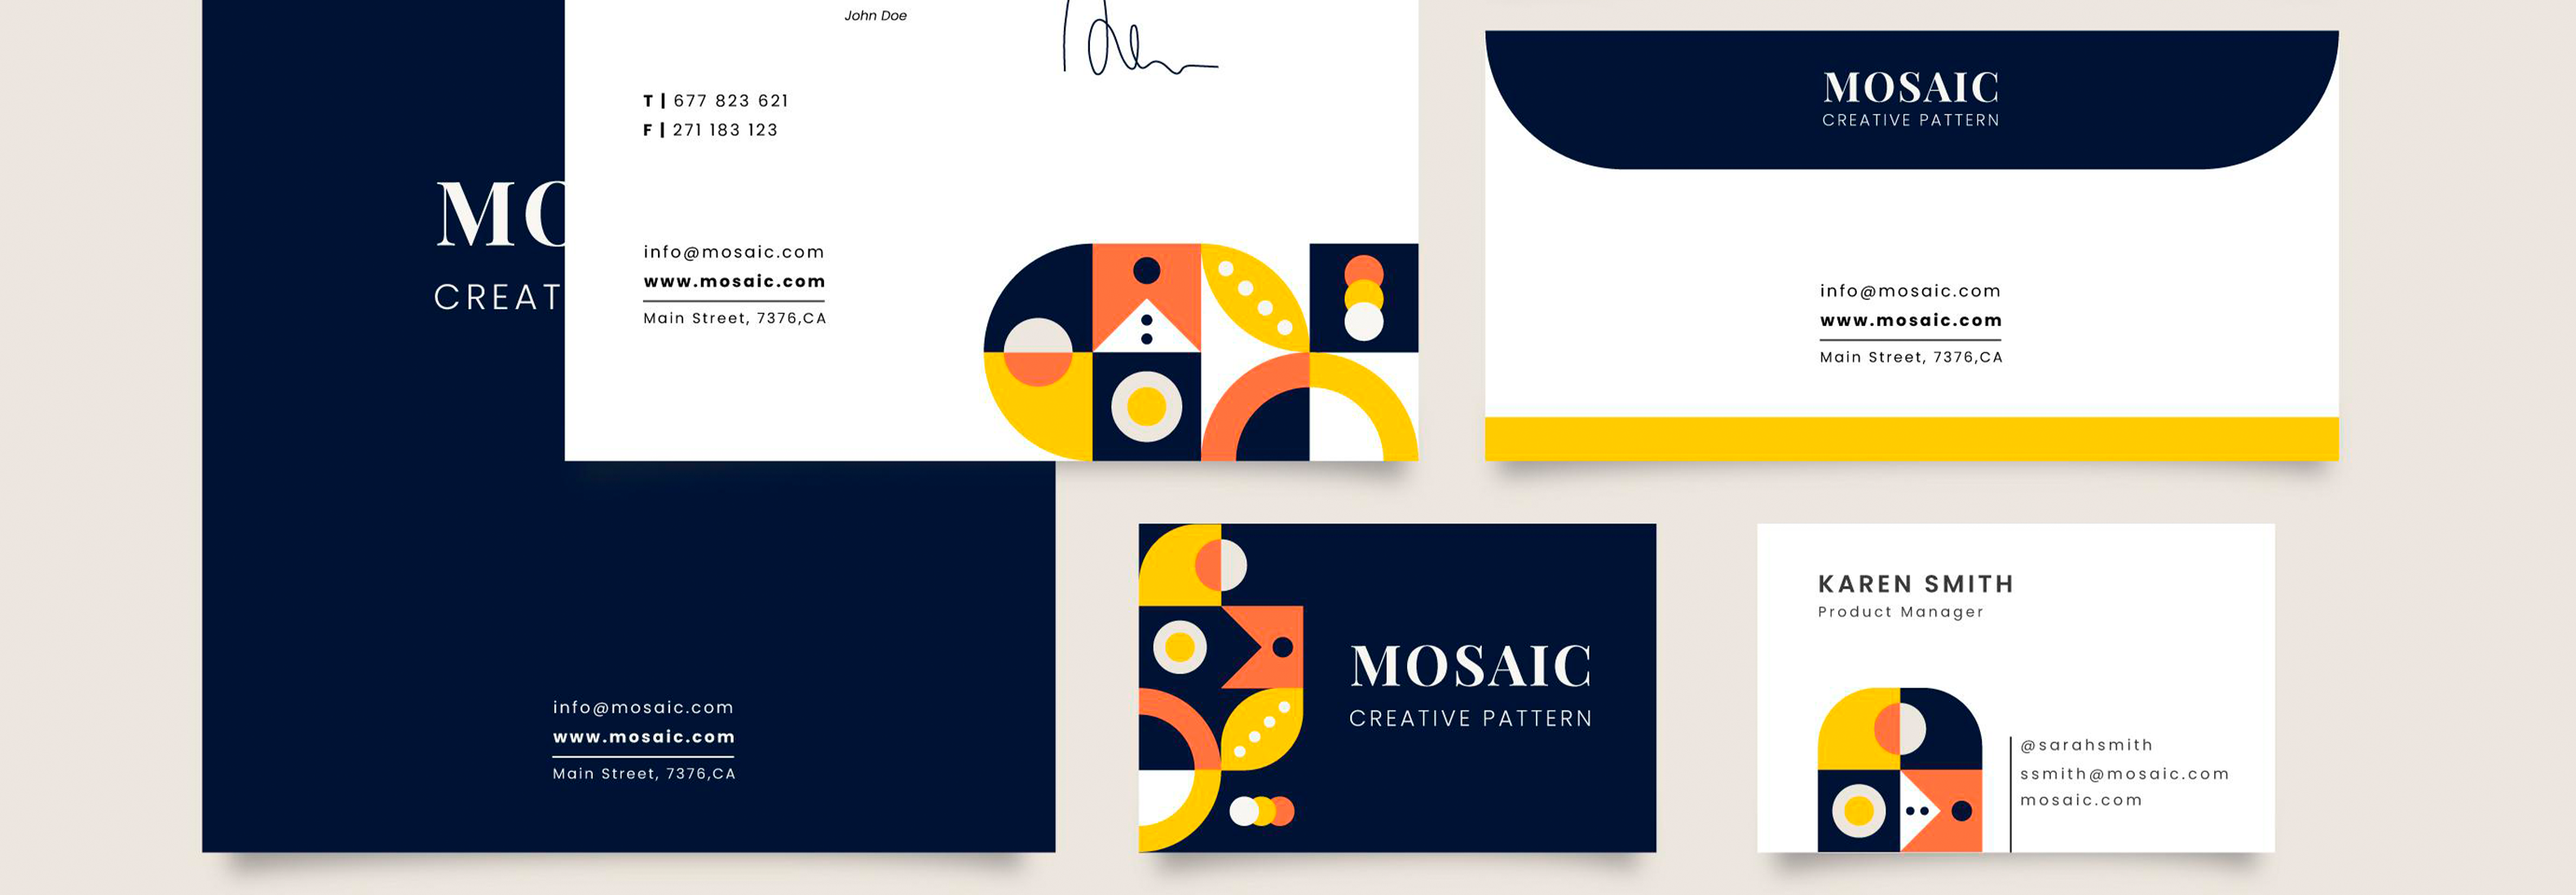 John Doe
T | 677 823 621
F | 271 183 123
info@mosaic.com
www.mosaic.com
Main Street, 7376,CA
MO
CREAT
info@mosaic.com
www.mosaic.com
Main Street, 7376,CA
MOSAIC
CREATIVE PATTERN
info@mosaic.com
www.mosaic.com
Main Street, 7376,CA
MOSAIC
CREATIVE PATTERN
KAREN SMITH
Product Manager
@sarahsmith
ssmith@mosaic.com
mosaic.com